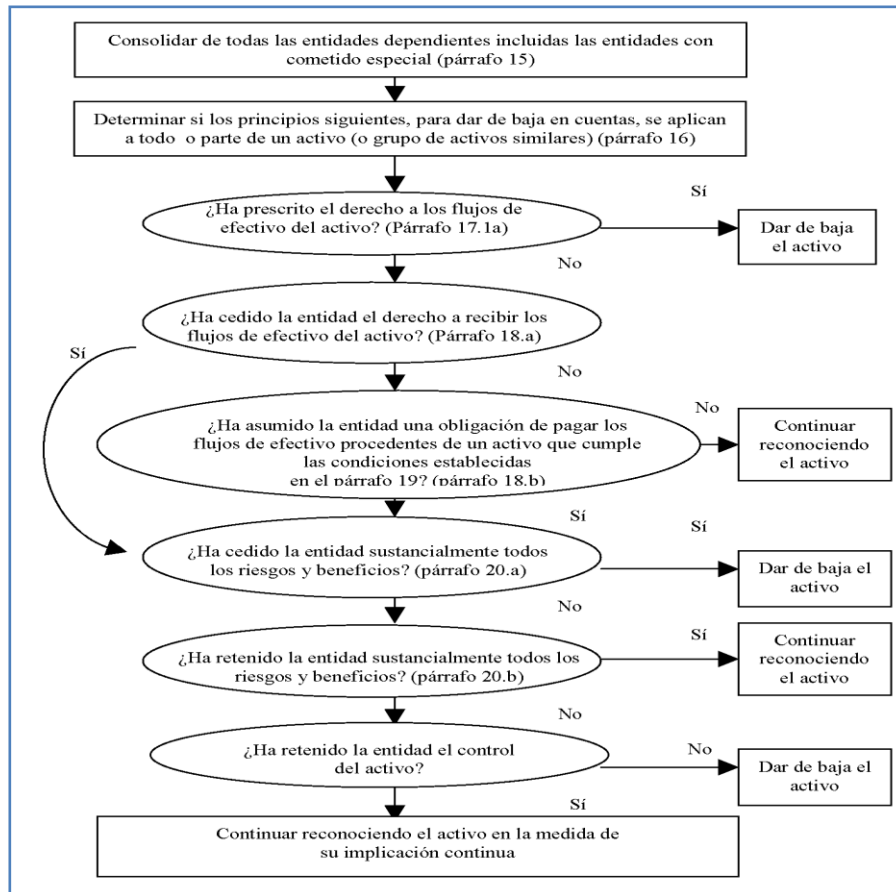 Consolidar de todas las entidades dependientes incluidas las entidades con
cometido especial (párrafo 15)
Determinar si los principios siguientes, para dar de baja en cuentas, se aplican
a todo o parte de un activo (o grupo de activos similares) (párrafo 16)
¿Ha prescrito el derecho a los flujos de
efectivo del activo? (Párrafo 17.1a)
Sí
Dar de baja
el activo
No
¿Ha cedido la entidad el derecho a recibir los
flujos de efectivo del activo? (Párrafo 18.a)
Sí
No
¿Ha asumido la entidad una obligación de pagar los
flujos de efectivo procedentes de un activo que cumple
las condiciones establecidas
en el párrafo 19? (párrafo 18.b)
No
Continuar
reconociendo
el activo
Sí
¿Ha cedido la entidad sustancialmente todos
los riesgos y beneficios? (párrafo 20.a)
Sí
Dar de baja el
activo
No
¿Ha retenido la entidad sustancialmente todos los
riesgos y beneficios? (párrafo 20.b)
Sí
Continuar
reconociendo
el activo
No
¿Ha retenido la entidad el control
del activo?
No
Dar de baja el
activo
Sí
Continuar reconociendo el activo en la medida de
su implicación continua